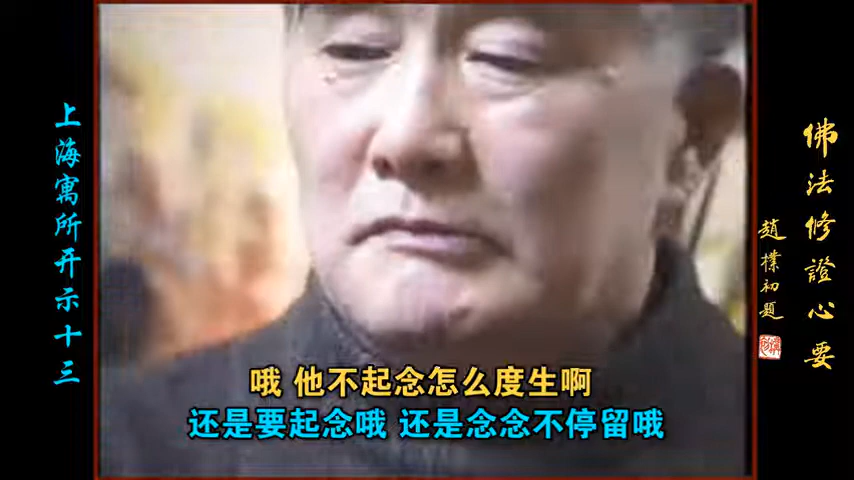 上海寓所开示十三
佛法修證心要
趙樸初題
哦 他不起念怎么度生啊
还是要起念哦 还是念念不停留哦